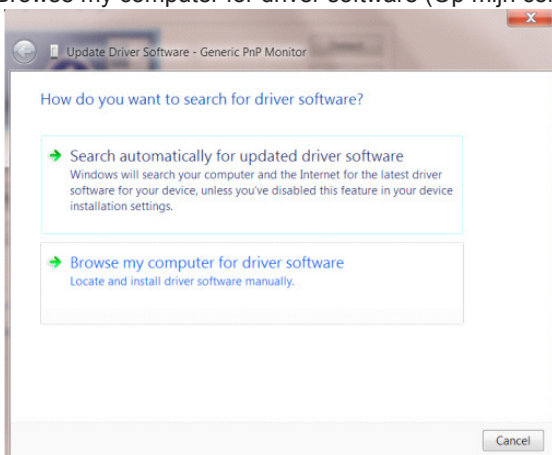 Browse my computer for driver software (Op mijn
Update Driver Software - Generic PnP Monitor
How do you want to search for driver software?
Search automatically for updated driver software
Windows will search your computer and the Internet for the latest driver
software for your device, unless you've disabled this feature in your device
installation settings.
Browse my computer for driver software
Locate and install driver software manually.
Cancel